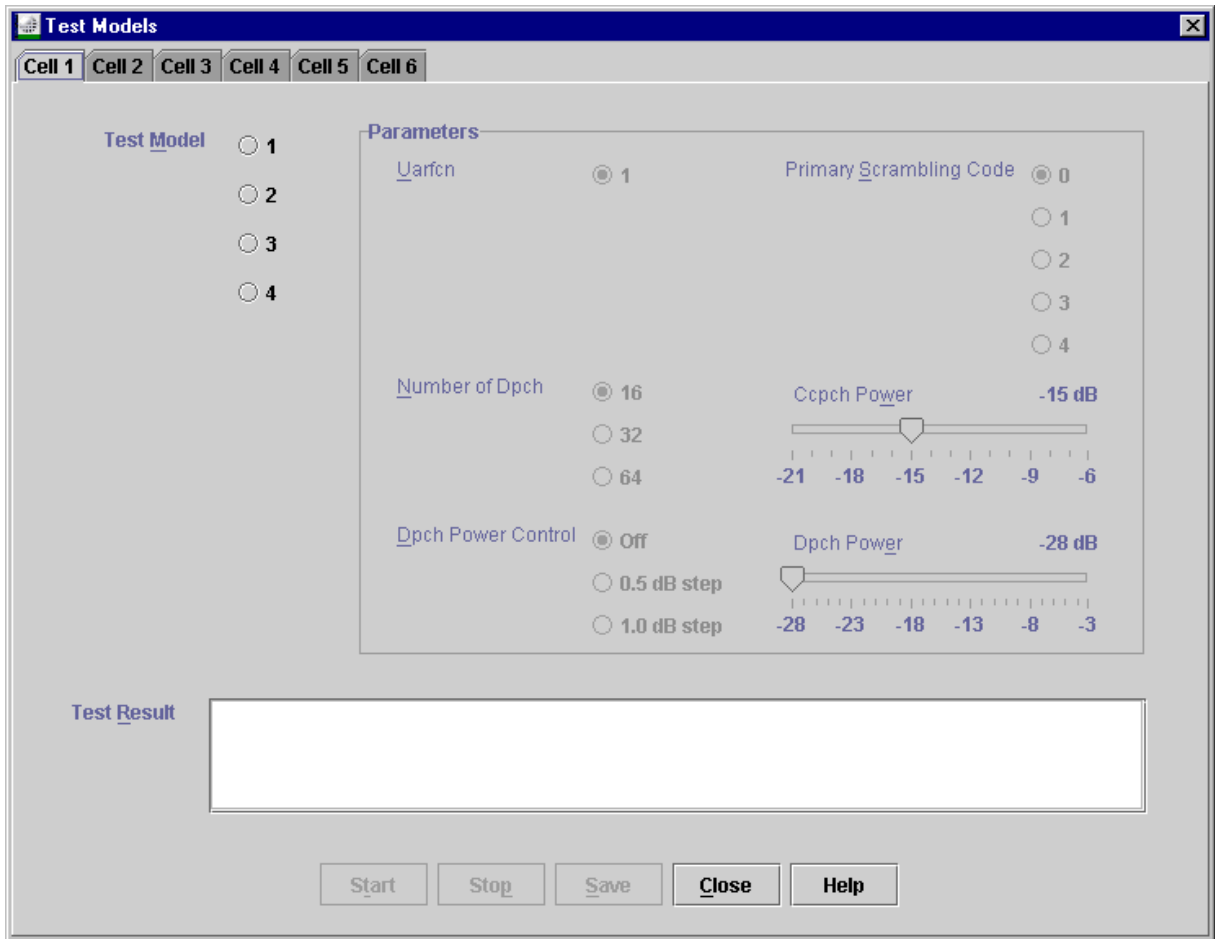 Test Models
Cell 1 Cell 2 Cell 3 Cell 4 Cell 5 Cell 6
Test Model
1
2
3
4
Parameters
Uarfcn
1
Primary Scrambling Code
0
1
2
3
4
Number of Dpch
16
32
64
Ccpch Power -15 dB
-21 -18 -15 -12 -9 -6
Dpch Power Control
Off
0.5 dB step
1.0 dB step
Dpch Power -28 dB
-28 -23 -18 -13 -8 -3
Test Result
Start Stop Save Close Help